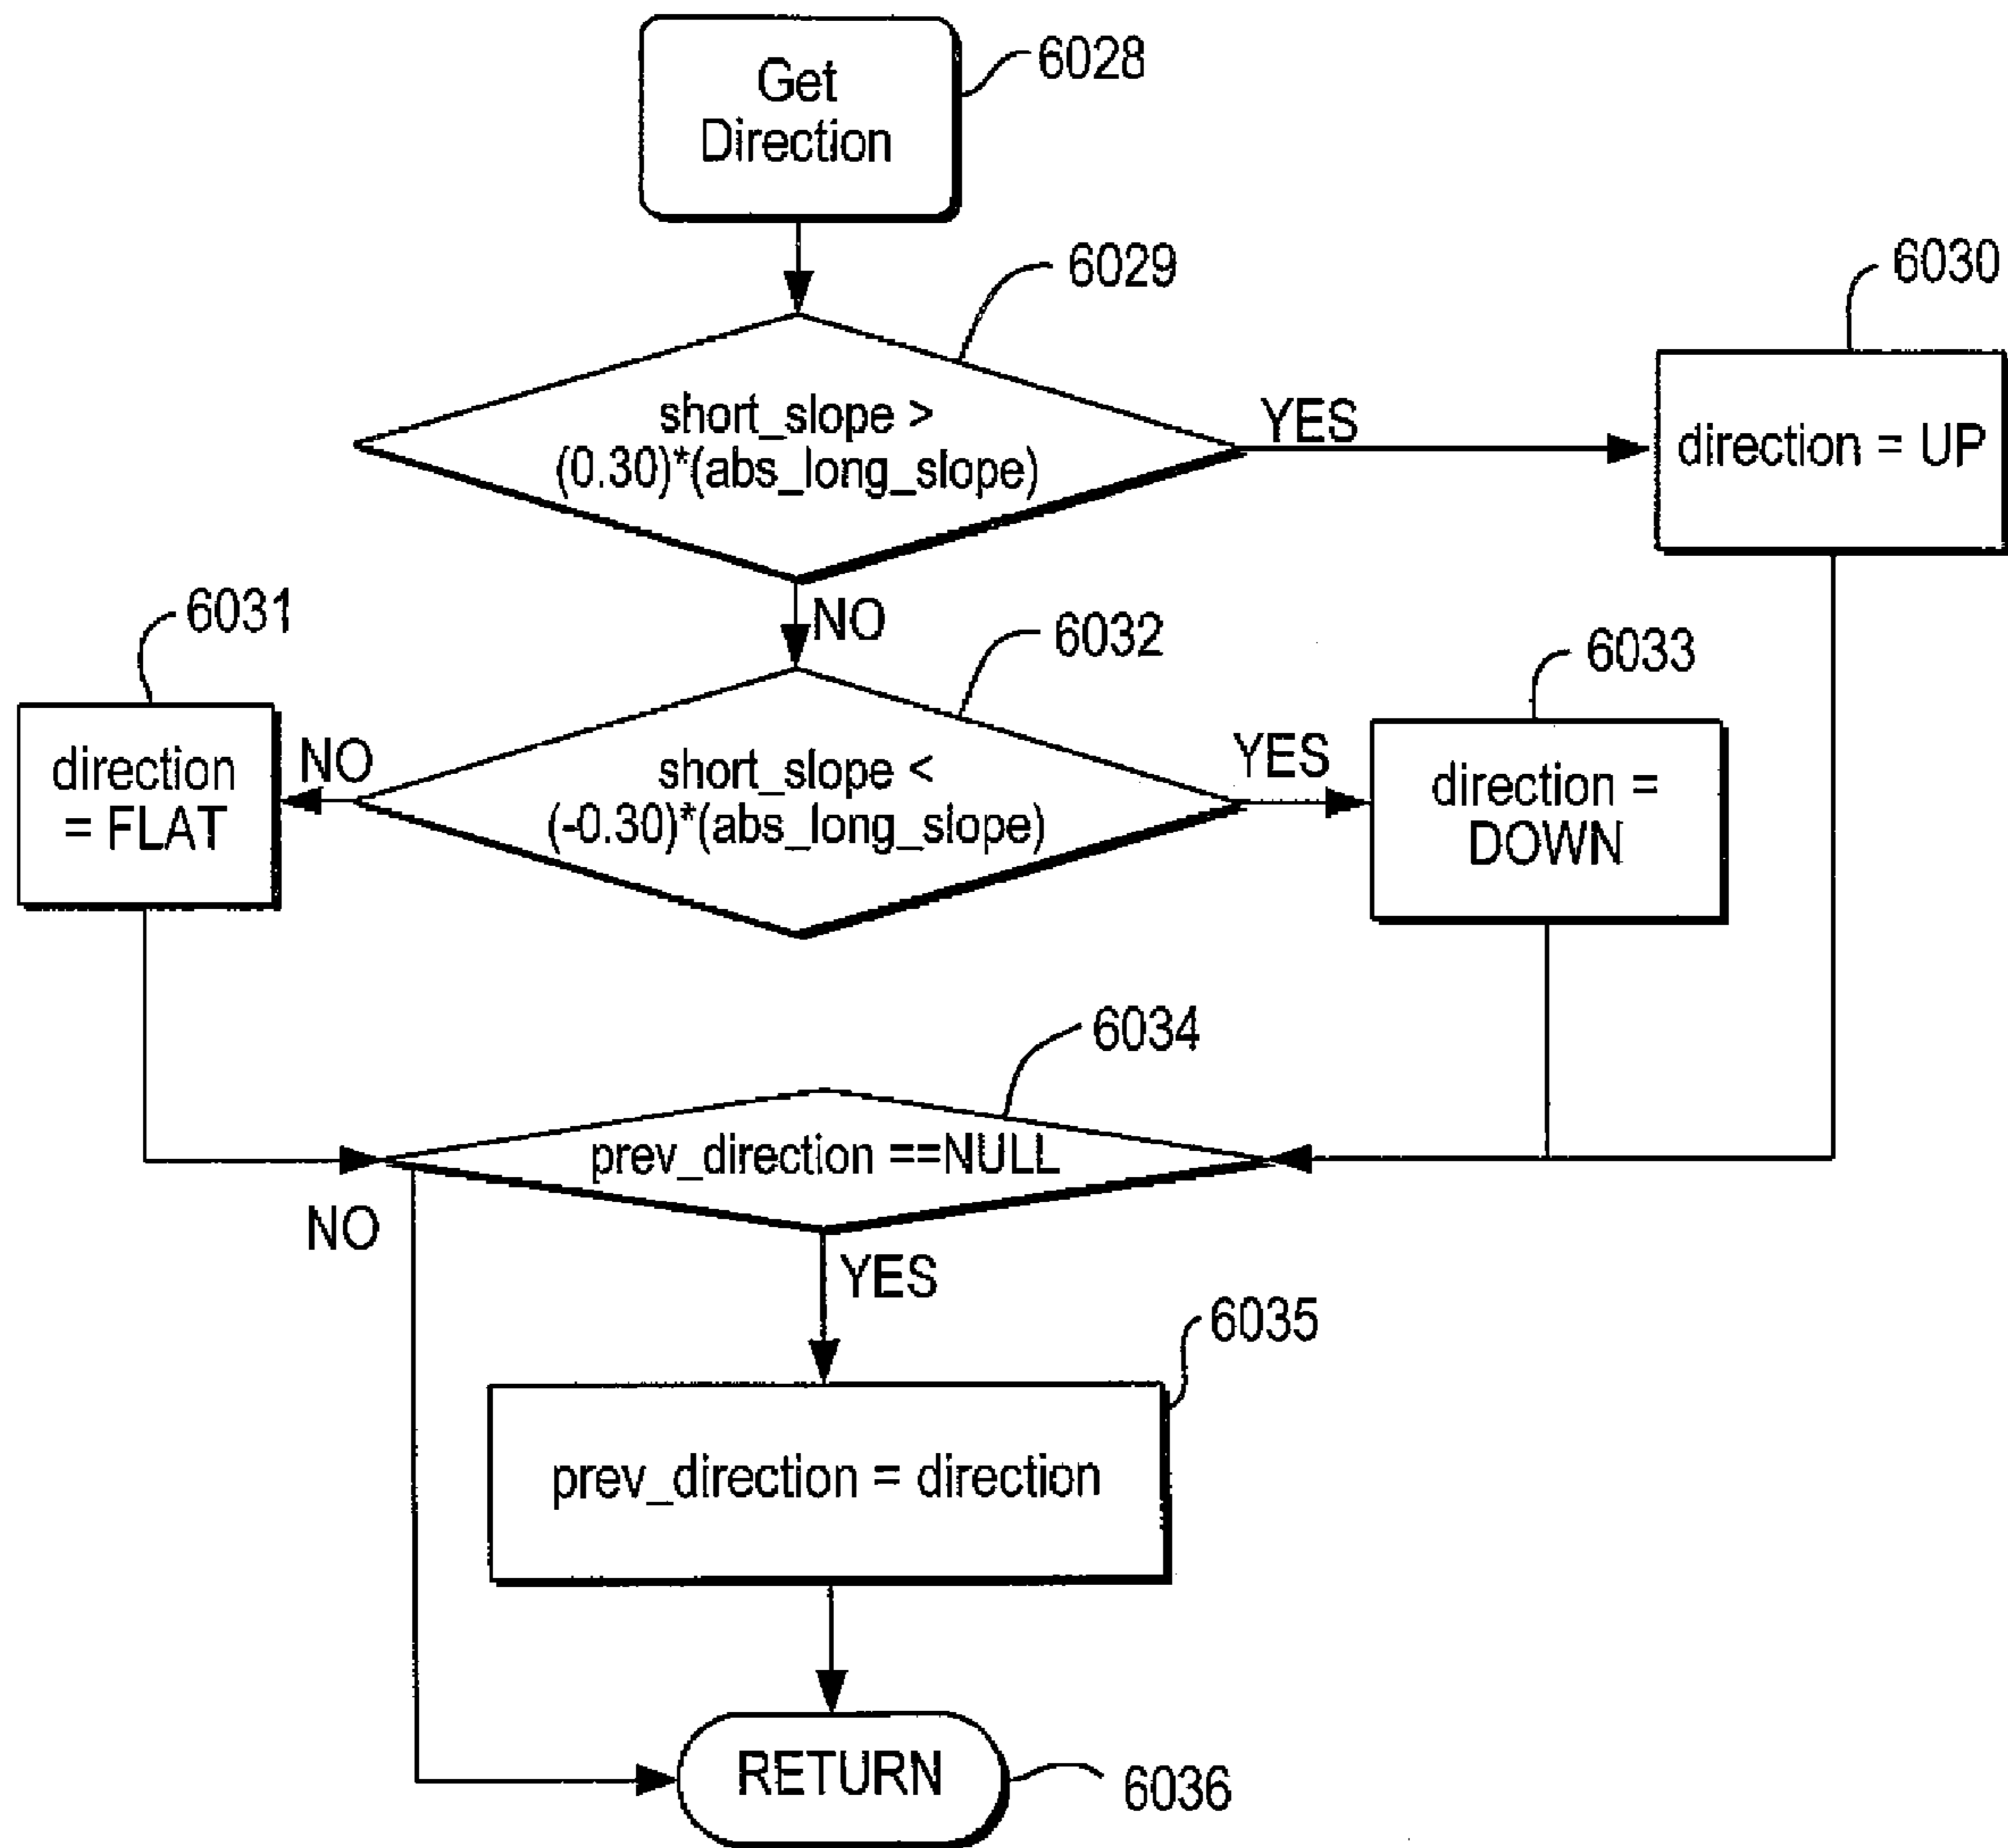 Get
Direction
6028
6029
short_slope >
(0.30)*(abs_long_slope)
YES
6030
direction = UP
NO
6031
direction
= FLAT
NO
6032
short_slope <
(-0.30)*(abs_long_slope)
YES
6033
direction =
DOWN
6034
prev_direction ==NULL
NO
YES
6035
prev_direction = direction
RETURN
6036